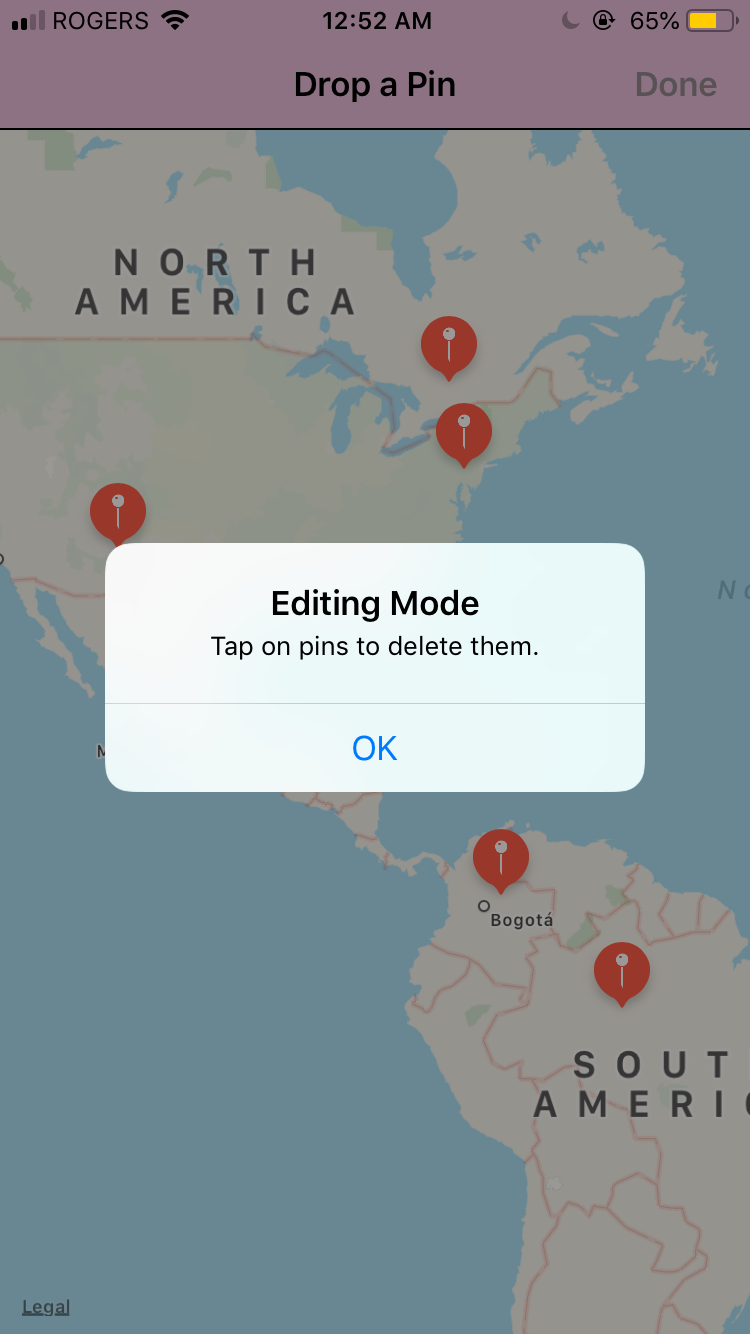 ROGERS 12:52 AM 65%
Drop a Pin Done
NORTH
AMERICA
Editing Mode
Tap on pins to delete them.
OK
Bogotá
SOUT
AMERI
Legal